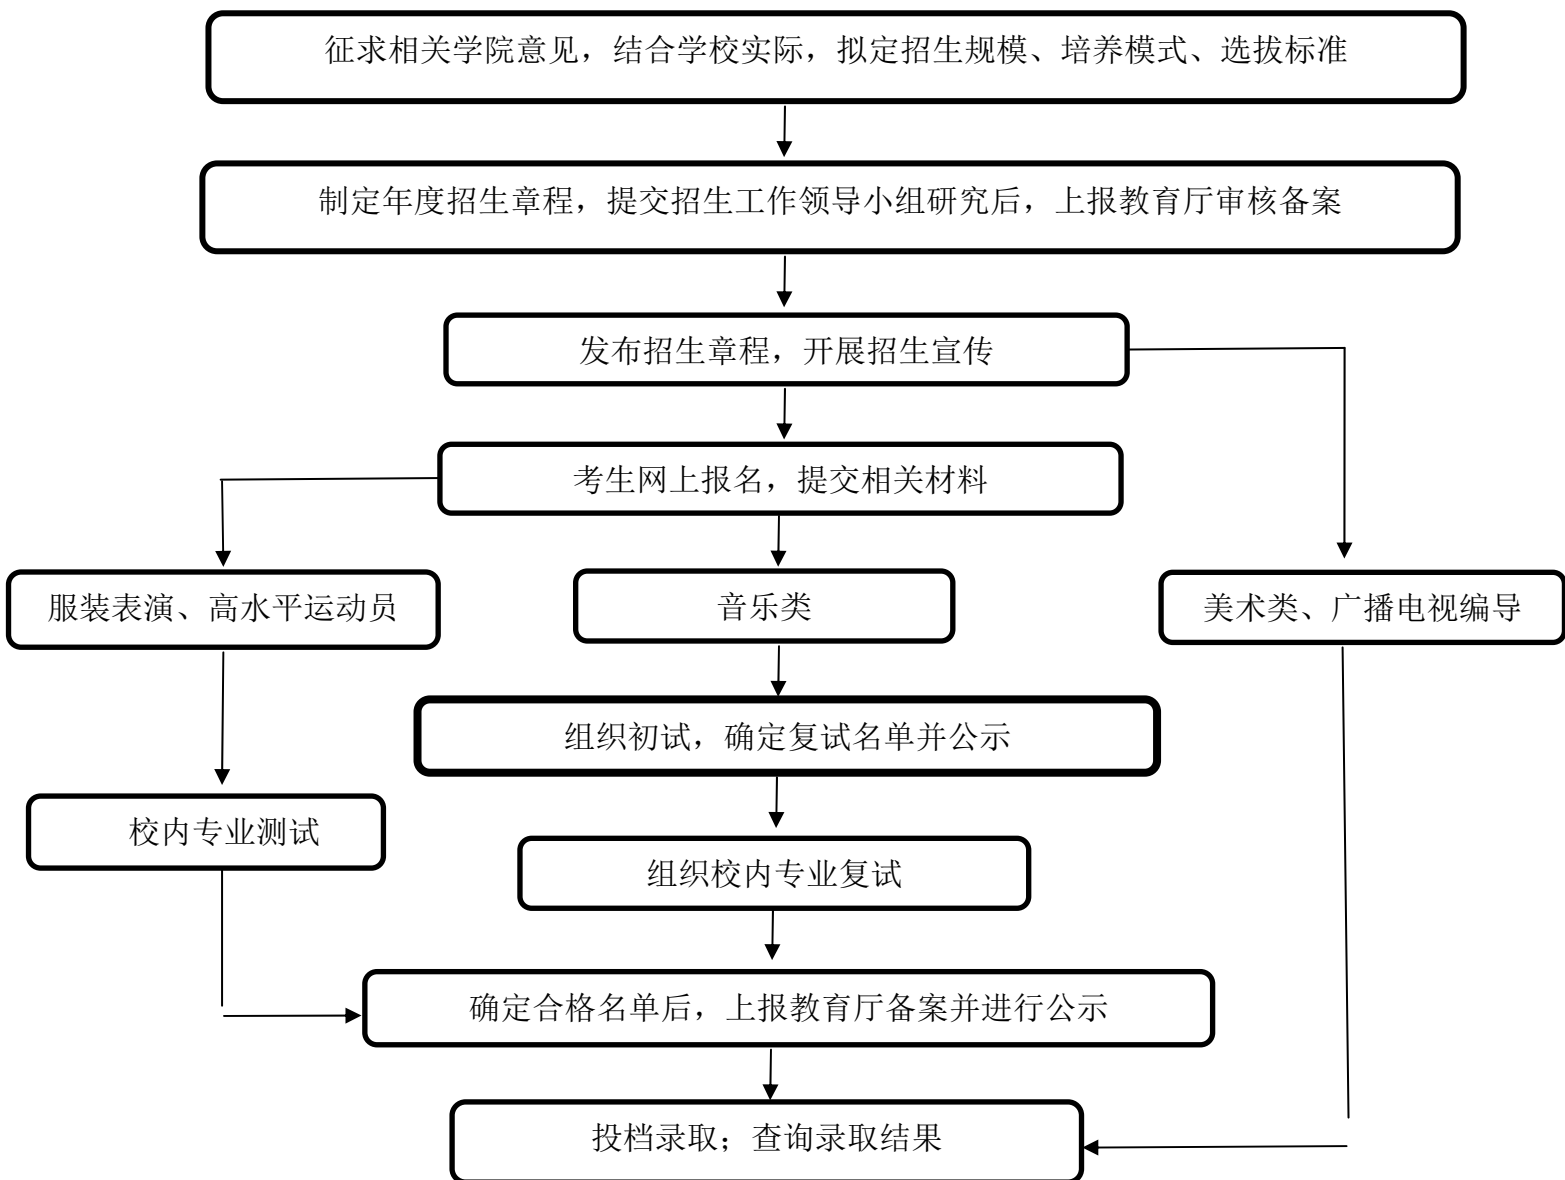 征求相关学院意见，结合学校实际，拟定招生规模、培养模式、选拔标准
制定年度招生章程，提交招生工作领导小组研究后，上报教育厅审核备案
发布招生章程，开展招生宣传
考生网上报名，提交相关材料
服装表演、高水平运动员
音乐类
美术类、广播电视编导
组织初试，确定复试名单并公示
校内专业测试
组织校内专业复试
确定合格名单后，上报教育厅备案并进行公示
投档录取；查询录取结果